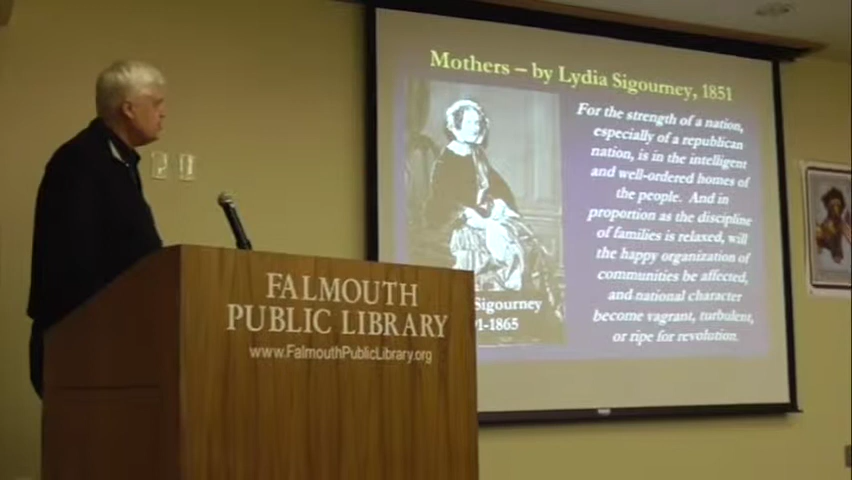 Mothers – by Lydia Sigourney, 1851
For the strength of a nation,
especially of a republican
nation, is in the intelligent
and well-ordered homes of
the people. And in
proportion as the discipline
of families is relaxed, will
the happy organization of
communities be affected,
and national character
become vagrant, turbulent,
or ripe for revolution.
Sigourney
1-1865
FALMOUTH
PUBLIC LIBRARY
www.FalmouthPublicLibrary.org